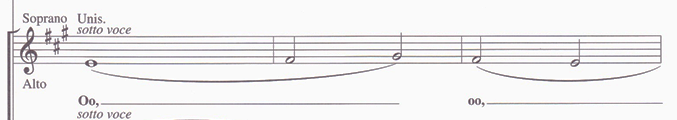 Soprano Unis.
sotto voce
Alto
Oo, oo,
sotto voce